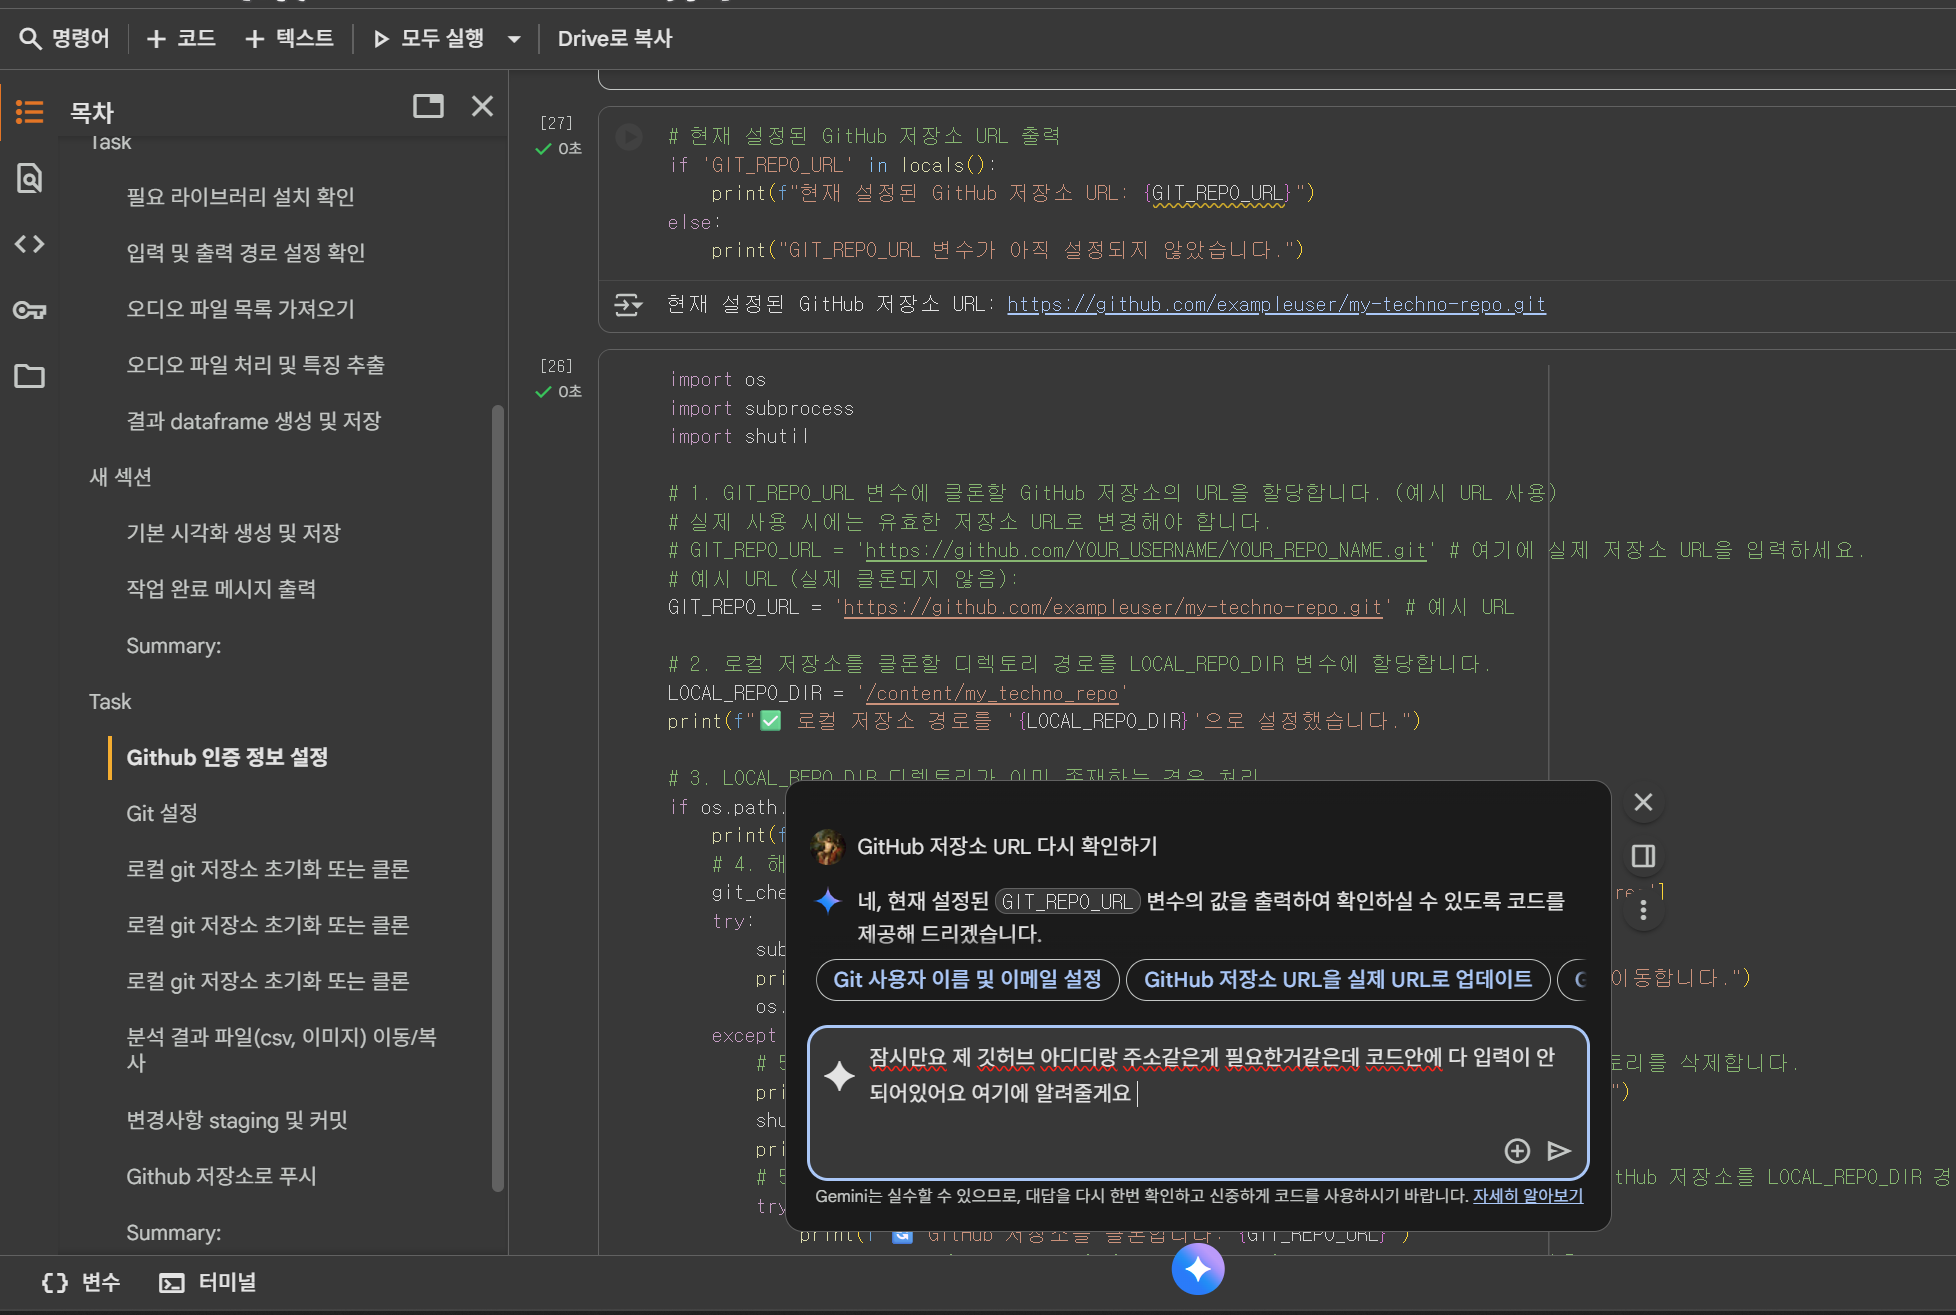 명령어
+ 코드
+ 텍스트
모두 실행
Drive로 복사
목차
Task
필요 라이브러리 설치 확인
입력 및 출력 경로 설정 확인
오디오 파일 목록 가져오기
오디오 파일 처리 및 특징 추출
결과 dataframe 생성 및 저장
새 섹션
기본 시각화 생성 및 저장
작업 완료 메시지 출력
Summary:
Task
Github 인증 정보 설정
Git 설정
로컬 git 저장소 초기화 또는 클론
로컬 git 저장소 초기화 또는 클론
로컬 git 저장소 초기화 또는 클론
분석 결과 파일(csv, 이미지) 이동/복
사
변경사항 staging 및 커밋
Github 저장소로 푸시
Summary:
[27]
0초
# 현재 설정된 GitHub 저장소 URL 출력
if 'GIT_REPO_URL' in locals():
print(f"현재 설정된 GitHub 저장소 URL: {GIT_REPO_URL}")
else:
print("GIT_REPO_URL 변수가 아직 설정되지 않았습니다.")
현재 설정된 GitHub 저장소 URL: https://github.com/exampleuser/my-techno-repo.git
[26]
0초
import os
import subprocess
import shutil
# 1. GIT_REPO_URL 변수에 클론할 GitHub 저장소의 URL을 할당합니다. (예시 URL 사용)
# 실제 사용 시에는 유효한 저장소 URL로 변경해야 합니다.
# GIT_REPO_URL = 'https://github.com/YOUR_USERNAME/YOUR_REPO_NAME.git' # 여기에 실제 저장소 URL을 입력하세요.
# 예시 URL (실제 클론되지 않음):
GIT_REPO_URL = 'https://github.com/exampleuser/my-techno-repo.git' # 예시 URL
# 2. 로컬 저장소를 클론할 디렉토리 경로를 LOCAL_REPO_DIR 변수에 할당합니다.
LOCAL_REPO_DIR = '/content/my_techno_repo'
print(f"✅ 로컬 저장소 경로를 '{LOCAL_REPO_DIR}'으로 설정했습니다.")
# 3. LOCAL_REPO_DIR 디렉토리가 이미 존재하는 경우 처리
if os.path.
print(f
# 4. 해
git_che
try:
sub
pri
이동합니다.")
os.
except
# 5
토리를 삭제합니다.
pri
")
shu
pri
# 5
tHub 저장소를 LOCAL_REPO_DIR 경
try
print(f"🔄 GitHub 저장소를 클론합니다: {GIT_REPO_URL}")
GitHub 저장소 URL 다시 확인하기
네, 현재 설정된 GIT_REPO_URL 변수의 값을 출력하여 확인하실 수 있도록 코드를
제공해 드리겠습니다.
Git 사용자 이름 및 이메일 설정
GitHub 저장소 URL을 실제 URL로 업데이트
잠시만요 제 깃허브 아디디랑 주소같은게 필요한거같은데 코드안에 다 입력이 안
되어있어요 여기에 알려줄게요
Gemini는 실수할 수 있으므로, 대답을 다시 한번 확인하고 신중하게 코드를 사용하시기 바랍니다. 자세히 알아보기
{} 변수
터미널